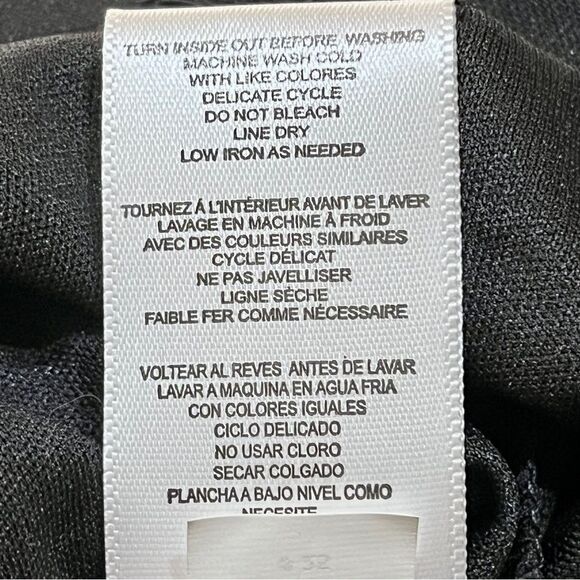 TURN INSIDE OUT BEFORE WASHING
MACHINE WASH COLD
WITH LIKE COLORES
DELICATE CYCLE
DO NOT BLEACH
LINE DRY
LOW IRON AS NEEDED
TOURNEZ Á L'INTÉRIEUR AVANT DE LAVER
LAVAGE EN MACHINE À FROID
AVEC DES COULEURS SIMILAIRES
CYCLE DÉLICAT
NE PAS JAVELLISER
LIGNE SÈCHE
FAIBLE FER COMME NÉCESSAIRE
VOLTEAR AL REVES ANTES DE LAVAR
LAVAR A MAQUINA EN AGUA FRIA
CON COLORES IGUALES
CICLO DELICADO
NO USAR CLORO
SECAR COLGADO
PLANCHA A BAJO NIVEL COMO
NECESITE